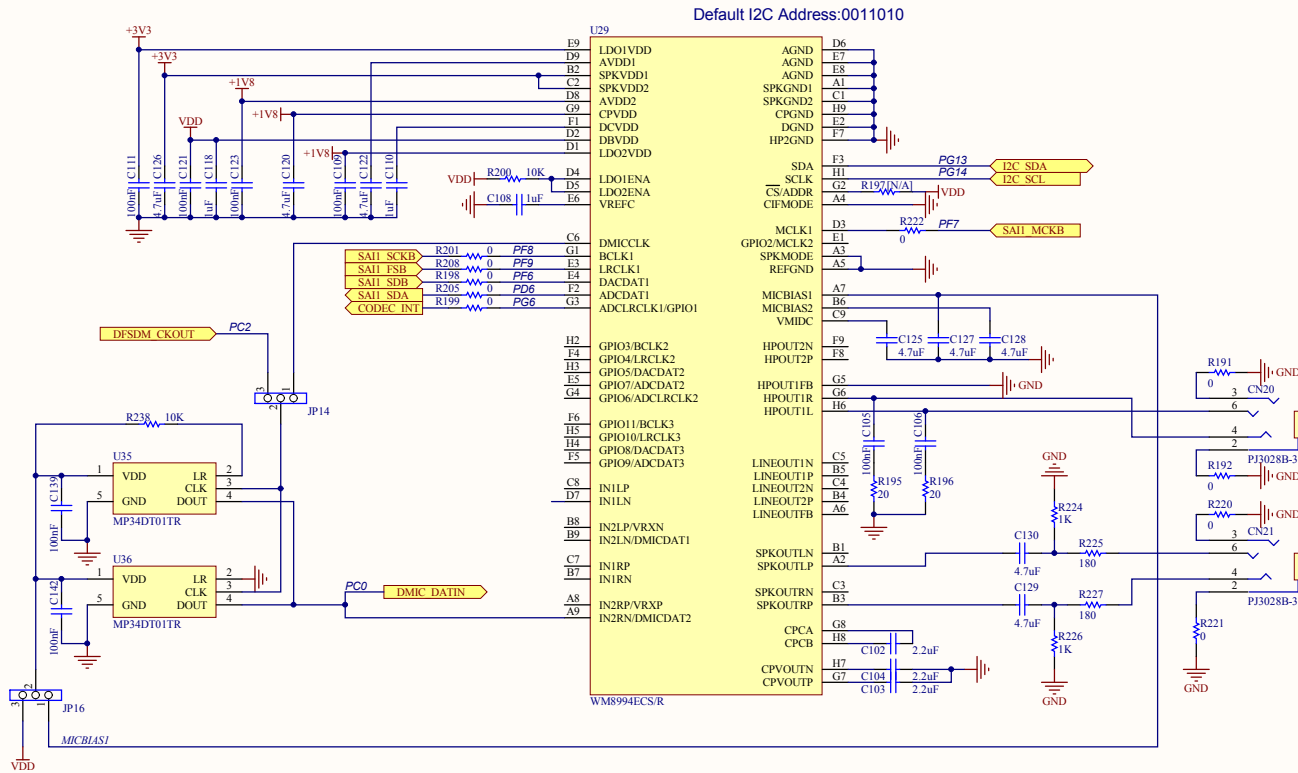 Default I2C Address:0011010
U29
+3V3
+3V3
+1V8
+1V8
VDD
+1V8
C111
100nF
C126
4.7uF
C121
100nF
C118
1uF
C123
100nF
C120
4.7uF
C109
100nF
C122
4.7uF
C110
1uF
E9 LDO1VDD
D9 AVDD1
B2 SPKVDD1
C2 SPKVDD2
D8 AVDD2
G9 CPVDD
F1 DCVDD
D2 DBVDD
D1 LDO2VDD
VDD R200 10K
D4 LDO1ENA
D5 LDO2ENA
C108 1uF
E6 VREFC
C6 DMICCLK
SAI1_SCKB R201 0 PF8 G1 BCLK1
SAI1_FSB R208 0 PF9 E3 LRCLK1
SAI1_SDB R198 0 PF6 E4 DACDAT1
SAI1_SDA R205 0 PD6 F2 ADCDAT1
CODEC_INT R199 0 PG6 G3 ADCLRCLK1/GPIO1
H2 GPIO3/BCLK2
F4 GPIO4/LRCLK2
H3 GPIO5/DACDAT2
E5 GPIO7/ADCDAT2
G4 GPIO6/ADCLRCLK2
F6 GPIO11/BCLK3
H5 GPIO10/LRCLK3
H4 GPIO8/DACDAT3
F5 GPIO9/ADCDAT3
C8 IN1LP
D7 IN1LN
B8 IN2LP/VRXN
B9 IN2LN/DMICDAT1
C7 IN1RP
B7 IN1RN
A8 IN2RP/VRXP
A9 IN2RN/DMICDAT2
WM8994ECS/R
AGND D6
AGND E7
AGND E8
SPKGND1 A1
SPKGND2 C1
CPGND H9
DGND E2
HP2GND F7
SDA F3 PG13 I2C_SDA
SCLK H1 PG14 I2C_SCL
CS/ADDR G2 R197[N/A] VDD
CIFMODE A4
MCLK1 D3 R222 0 PF7 SAI1_MCKB
GPIO2/MCLK2 E1
SPKMODE A3
REFGND A5
MICBIAS1 A7
MICBIAS2 B6
VMIDC C9
C125
4.7uF
C127
4.7uF
C128
4.7uF
HPOUT2N F9
HPOUT2P F8
HPOUT1FB G5 GND
HPOUT1R G6
HPOUT1L H6
C105
100nF
C106
100nF
R195
20
R196
20
LINEOUT1N C5
LINEOUT1P B5
LINEOUT2N C4
LINEOUT2P B4
LINEOUTFB A6
SPKOUTLN B1
SPKOUTLP A2
SPKOUTRN C3
SPKOUTRP B3
CPCA G8
CPCB H8
C102 2.2uF
CPVOUTN H7
CPVOUTP G7
C104 2.2uF
C103 2.2uF
GND
R224
1K
C130
4.7uF
R225
180
C129
4.7uF
R227
180
R226
1K
GND
R191
0
GND
CN20
3
6
4
2
PJ3028B-3
R192
0
GND
R220
0
GND
CN21
3
6
4
2
PJ3028B-3
R221
0
GND
DFSDM_CKOUT PC2
3
2
1
JP14
R238 10K
U35
1 VDD LR 2
CLK 3
5 GND DOUT 4
MP34DT01TR
C139
100nF
U36
1 VDD LR 2
CLK 3
5 GND DOUT 4
MP34DT01TR
C142
100nF
PC0 DMIC_DATIN
3
2
1
JP16
MICBIAS1
VDD